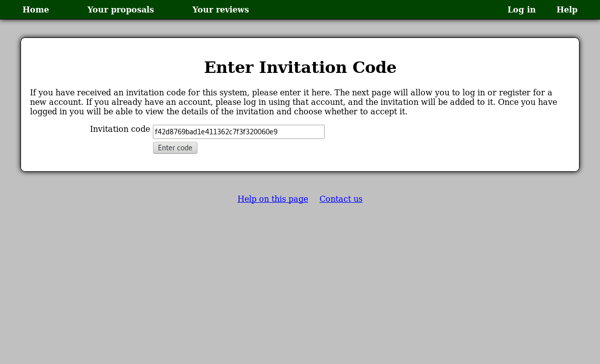 Home Your proposals Your reviews Log in Help
Enter Invitation Code
If you have received an invitation code for this system, please enter it here. The next page will allow you to log in or register for a
new account. If you already have an account, please log in using that account, and the invitation will be added to it. Once you have
logged in you will be able to view the details of the invitation and choose whether to accept it.
Invitation code f42d8769bad1e411362c7f3f320060e9
Enter code
Help on this page Contact us